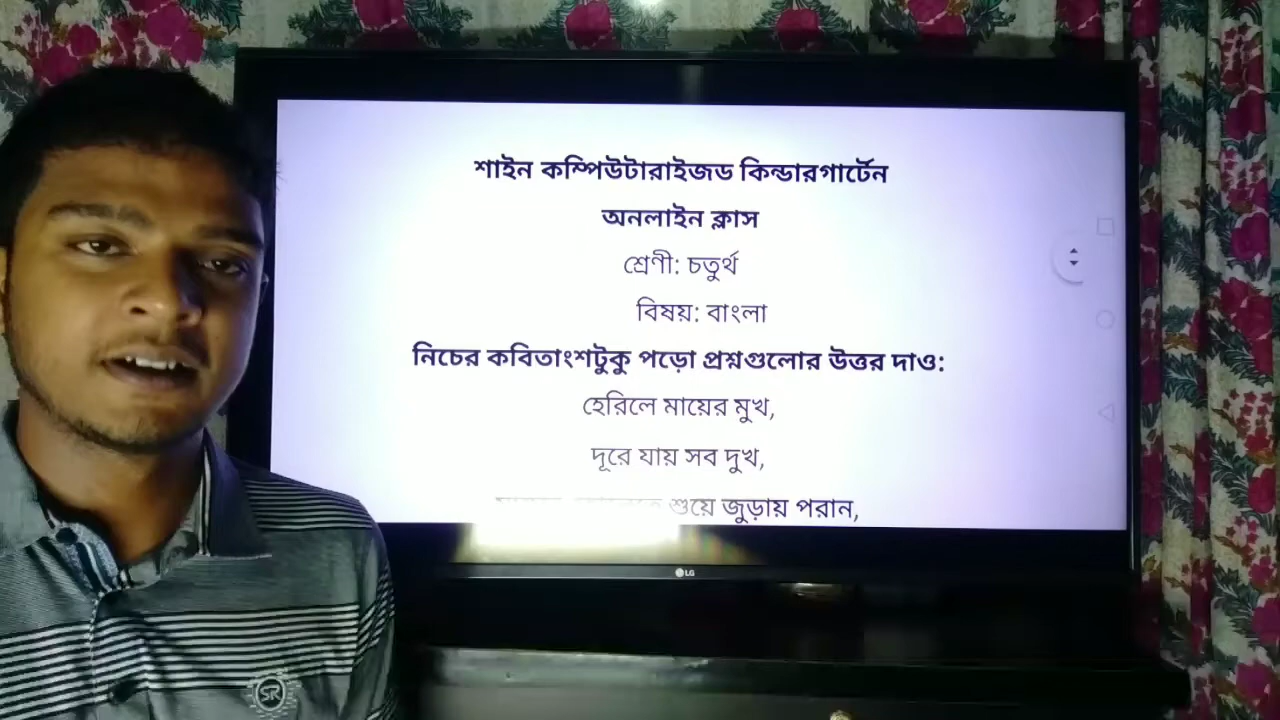 শাইন কম্পিউটারাইজড কিন্ডারগার্টেন
অনলাইন ক্লাস
শ্রেণী: চতুর্থ
বিষয়: বাংলা
নিচের কবিতাংশটুকু পড়ো প্রশ্নগুলোর উত্তর দাও:
হেরিলে মায়ের মুখ,
দূরে যায় সব দুখ,
শুয়ে জুড়ায় পরান,
LG
SR